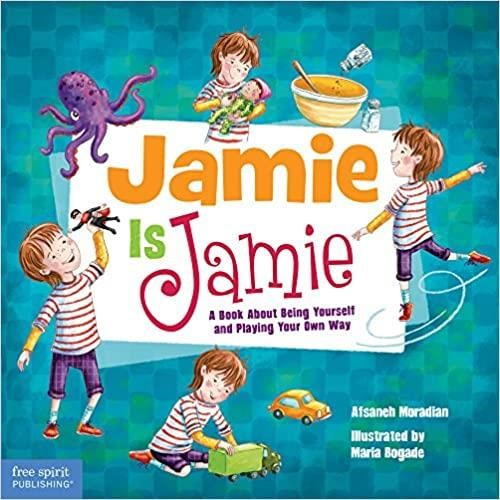 Jamie
Is Jamie
A Book About Being Yourself
and Playing Your Own Way
Afsaneh Moradian
Illustrated by
Maria Bogade
free spirit
PUBLISHING®